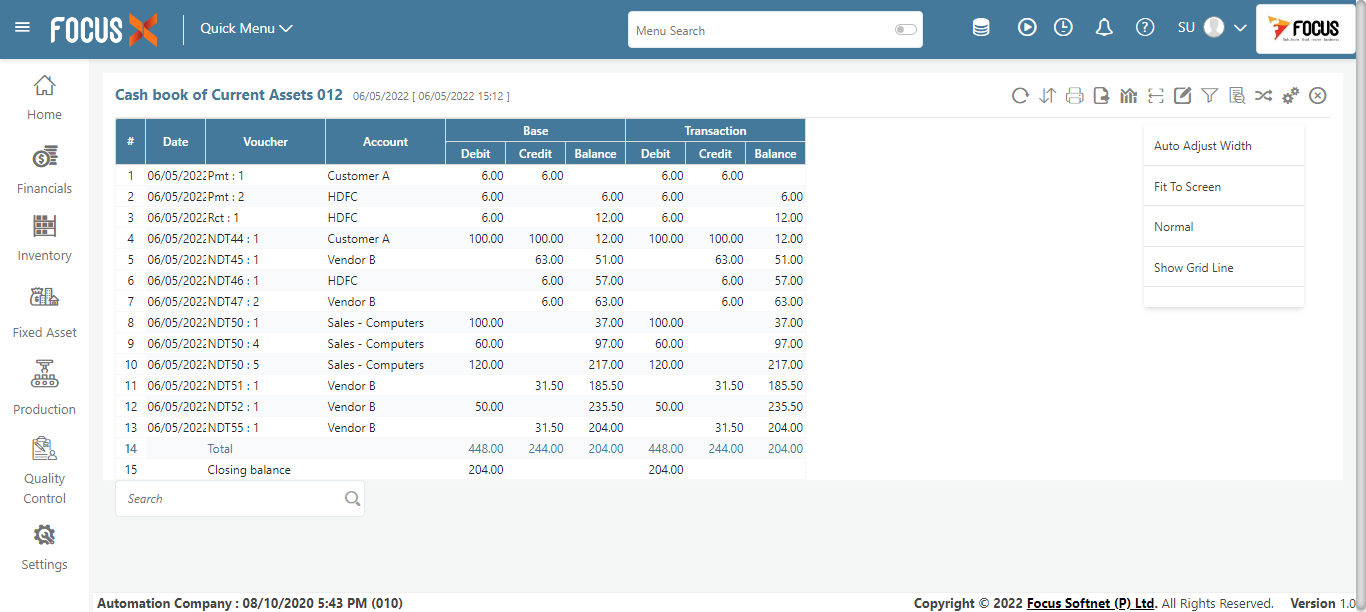 FOCUS X
Quick Menu
Menu Search
SU
FOCUS
Home
Financials
Inventory
Fixed Asset
Production
Quality
Control
Settings
Cash book of Current Assets 012 06/05/2022 [ 06/05/2022 15:12 ]
# Date Voucher Account Base Transaction
Debit Credit Balance Debit Credit Balance
1 06/05/2022 Pmt : 1 Customer A 6.00 6.00 6.00 6.00
2 06/05/2022 Pmt : 2 HDFC 6.00 6.00 6.00 6.00
3 06/05/2022 Rct : 1 HDFC 6.00 12.00 6.00 12.00
4 06/05/2022 NDT44 : 1 Customer A 100.00 100.00 12.00 100.00 100.00 12.00
5 06/05/2022 NDT45 : 1 Vendor B 63.00 51.00 63.00 51.00
6 06/05/2022 NDT46 : 1 HDFC 6.00 57.00 6.00 57.00
7 06/05/2022 NDT47 : 2 Vendor B 6.00 63.00 6.00 63.00
8 06/05/2022 NDT50 : 1 Sales - Computers 100.00 37.00 100.00 37.00
9 06/05/2022 NDT50 : 4 Sales - Computers 60.00 97.00 60.00 97.00
10 06/05/2022 NDT50 : 5 Sales - Computers 120.00 217.00 120.00 217.00
11 06/05/2022 NDT51 : 1 Vendor B 31.50 185.50 31.50 185.50
12 06/05/2022 NDT52 : 1 Vendor B 50.00 235.50 50.00 235.50
13 06/05/2022 NDT55 : 1 Vendor B 31.50 204.00 31.50 204.00
14 Total 448.00 244.00 204.00 448.00 244.00 204.00
15 Closing balance 204.00 204.00
Auto Adjust Width
Fit To Screen
Normal
Show Grid Line
Search
Automation Company : 08/10/2020 5:43 PM (010)
Copyright © 2022 Focus Softnet (P) Ltd. All Rights Reserved. Version 1.0